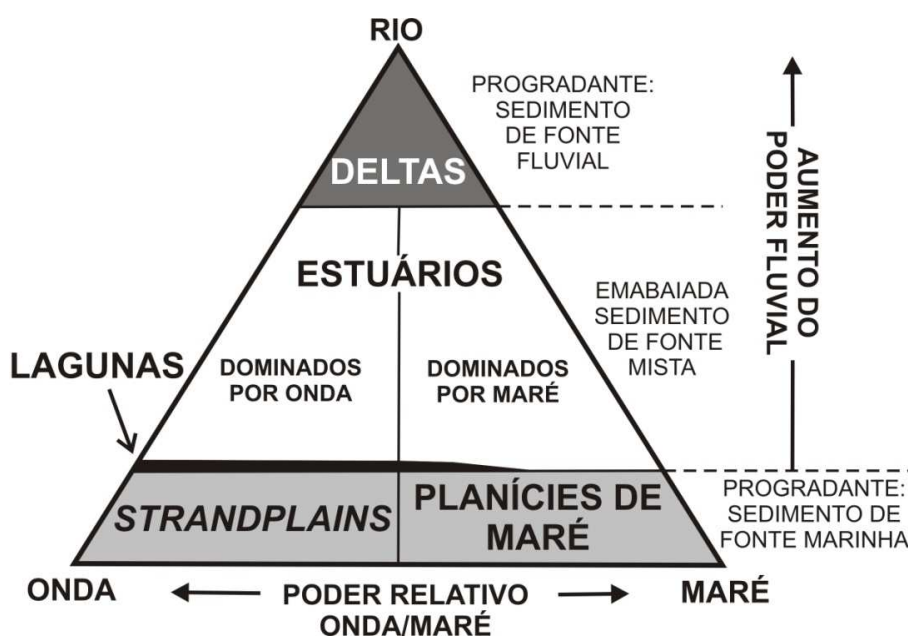 RIO
PROGRADANTE:
SEDIMENTO
DE FONTE
FLUVIAL
DELTAS
AUMENTO DO
PODER FLUVIAL
ESTUÁRIOS
EMABAIADA
SEDIMENTO
DE FONTE
MISTA
LAGUNAS
DOMINADOS
POR ONDA
DOMINADOS
POR MARÉ
STRANDPLAINS
PLANÍCIES DE
MARÉ
PROGRADANTE:
SEDIMENTO DE
FONTE MARINHA
ONDA
PODER RELATIVO
ONDA/MARÉ
MARÉ